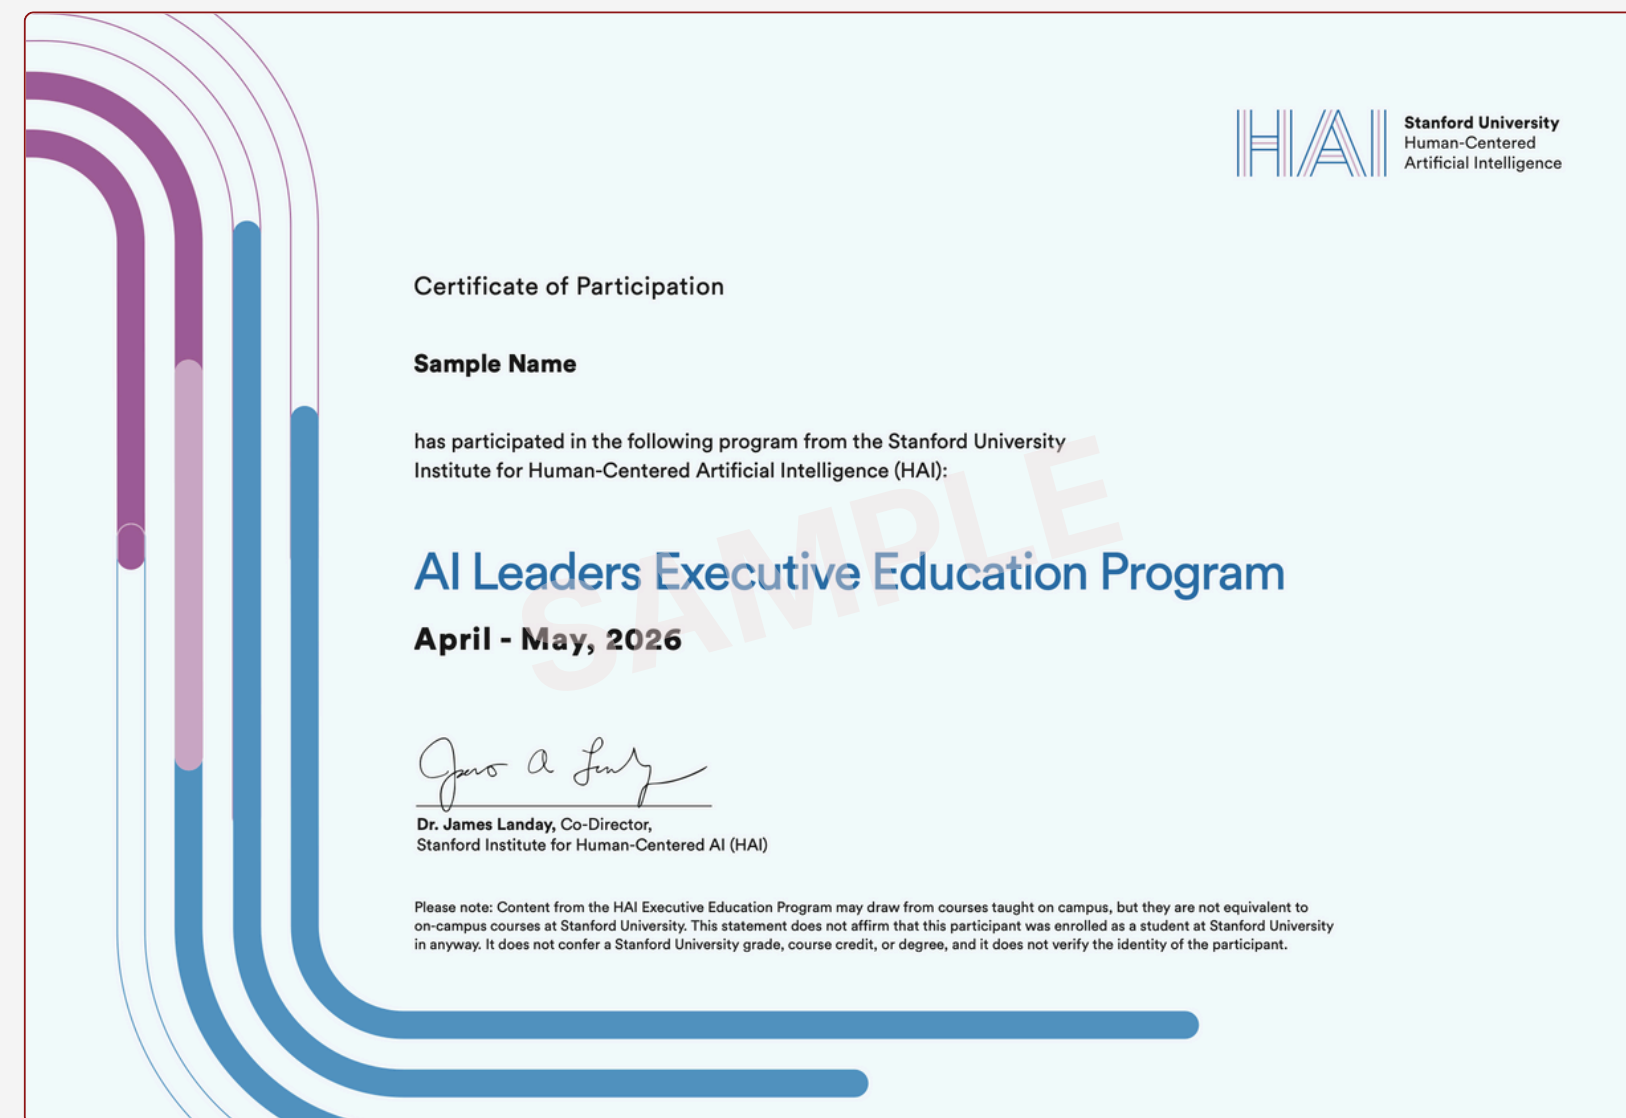 HAI
Stanford University
Human-Centered
Artificial Intelligence
Certificate of Participation
Sample Name
has participated in the following program from the Stanford University
Institute for Human-Centered Artificial Intelligence (HAI):
SAMPLE
AI Leaders Executive Education Program
April - May, 2026
Dr. James Landay, Co-Director,
Stanford Institute for Human-Centered AI (HAI)
Please note: Content from the HAI Executive Education Program may draw from courses taught on campus, but they are not equivalent to
on-campus courses at Stanford University. This statement does not affirm that this participant was enrolled as a student at Stanford University
in anyway. It does not confer a Stanford University grade, course credit, or degree, and it does not verify the identity of the participant.